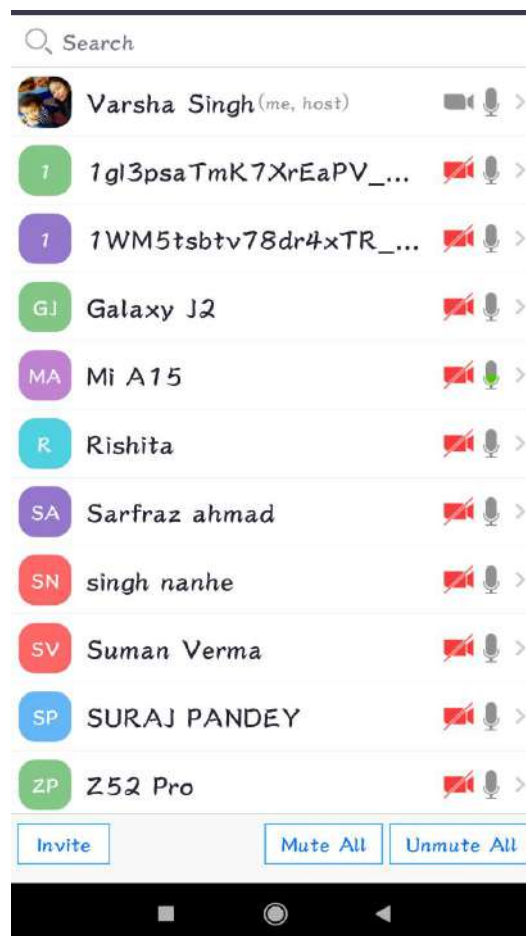 Search
Varsha Singh (me, host)
1 1gl3psaTmK7XrEaPV_...
1 1WM5tsbtv78dr4xTR_...
GJ Galaxy J2
MA Mi A15
R Rishita
SA Sarfraz ahmad
SN singh nanhe
SV Suman Verma
SP SURAJ PANDEY
ZP Z52 Pro
Invite Mute All Unmute All